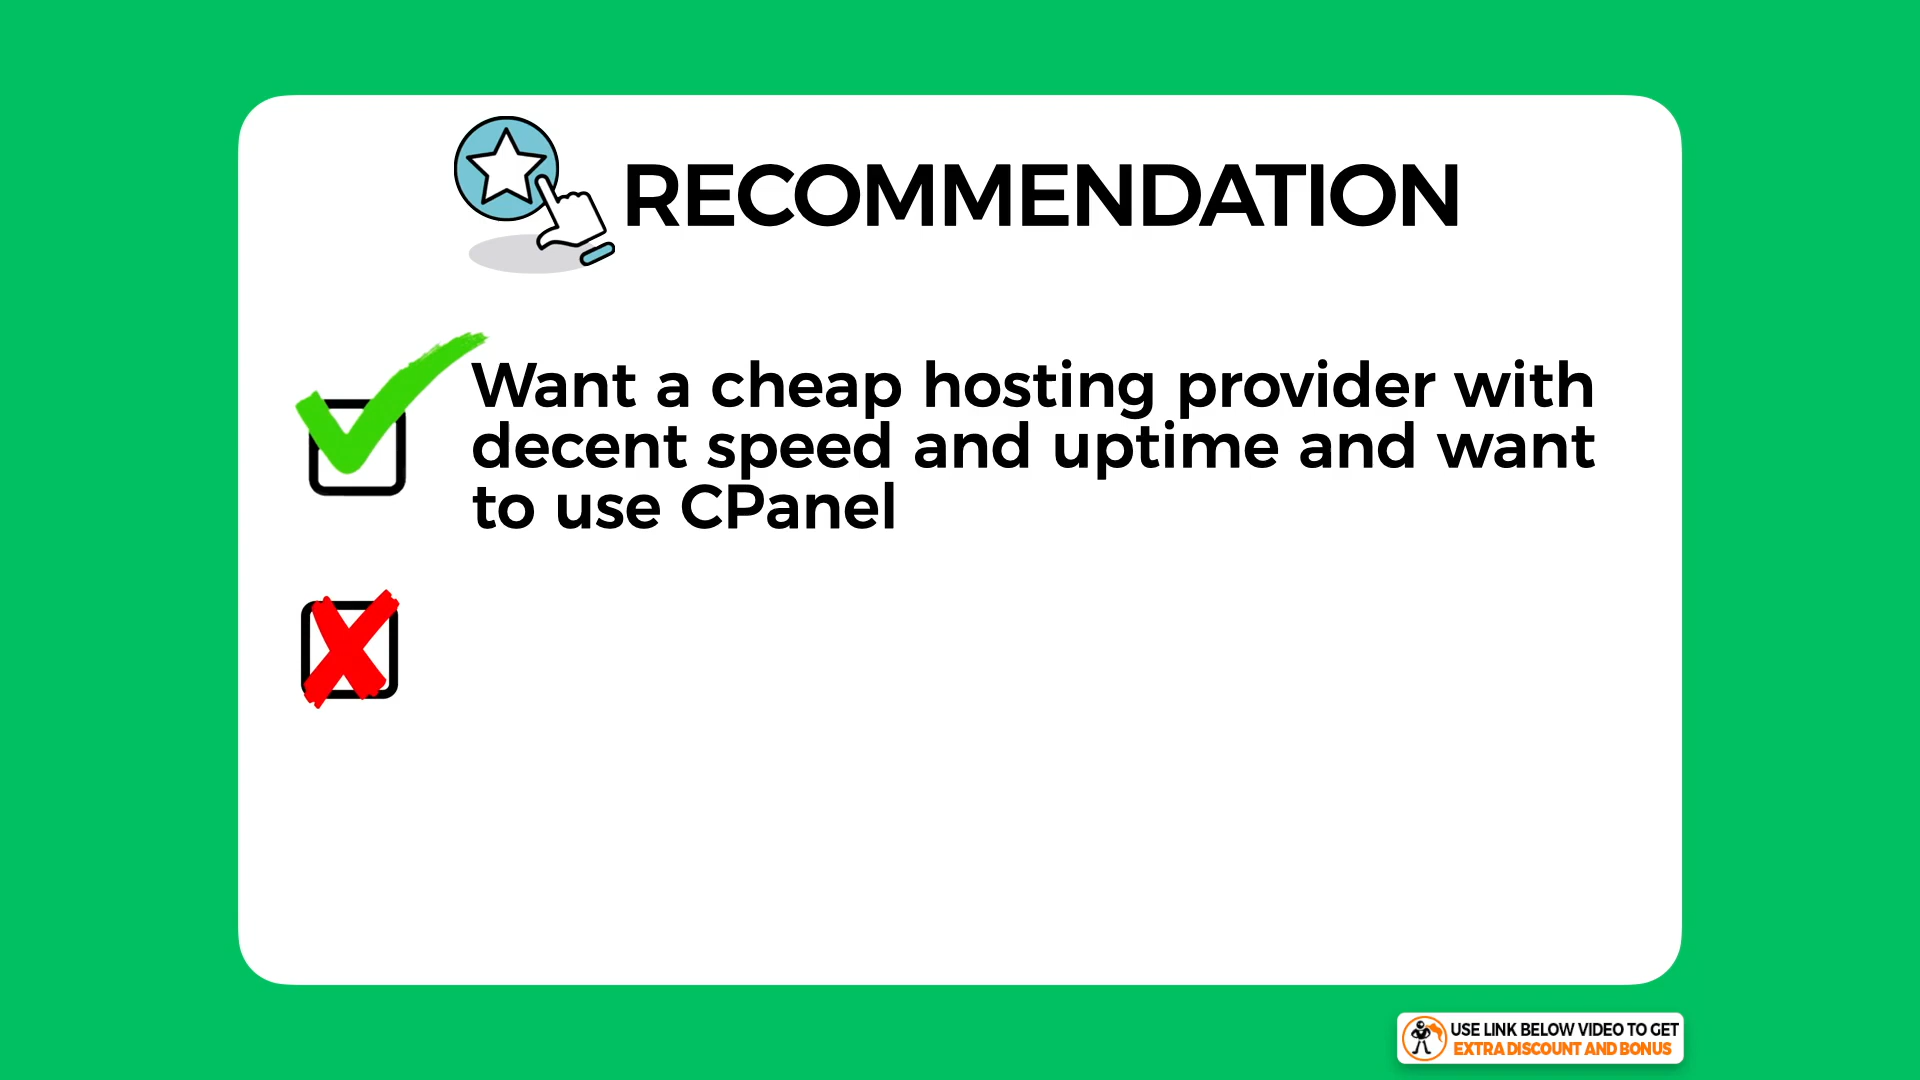 RECOMMENDATION
Want a cheap hosting provider with
decent speed and uptime and want
to use CPanel
USE LINK BELOW VIDEO TO GET
EXTRA DISCOUNT AND BONUS